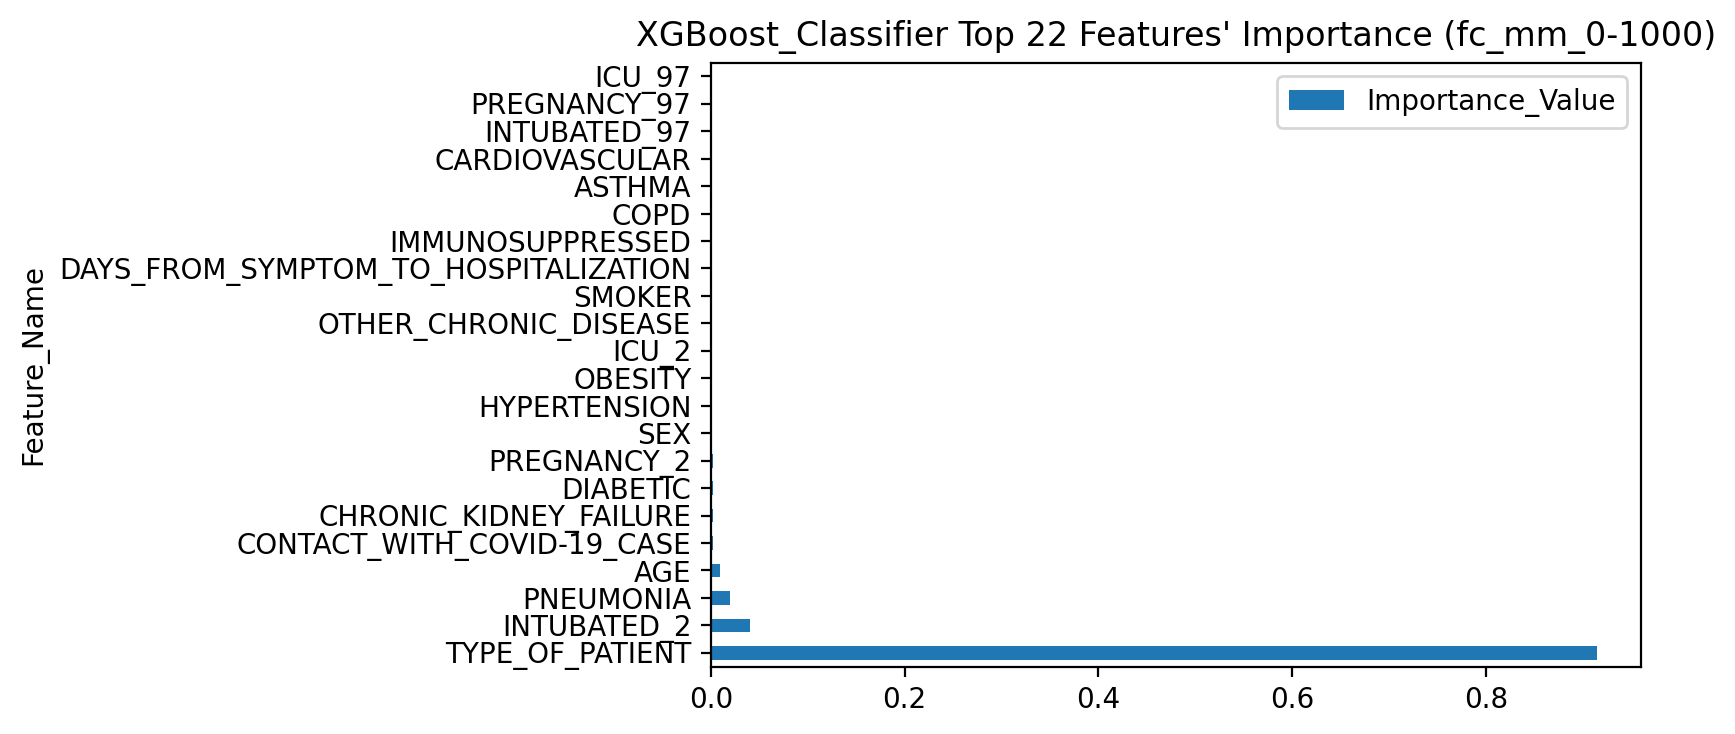 XGBoost_Classifier Top 22 Features' Importance (fc_mm_0-1000)
Importance_Value
Feature_Name
ICU_97
PREGNANCY_97
INTUBATED_97
CARDIOVASCULAR
ASTHMA
COPD
IMMUNOSUPPRESSED
DAYS_FROM_SYMPTOM_TO_HOSPITALIZATION
SMOKER
OTHER_CHRONIC_DISEASE
ICU_2
OBESITY
HYPERTENSION
SEX
PREGNANCY_2
DIABETIC
CHRONIC_KIDNEY_FAILURE
CONTACT_WITH_COVID-19_CASE
AGE
PNEUMONIA
INTUBATED_2
TYPE_OF_PATIENT
0.0 0.2 0.4 0.6 0.8